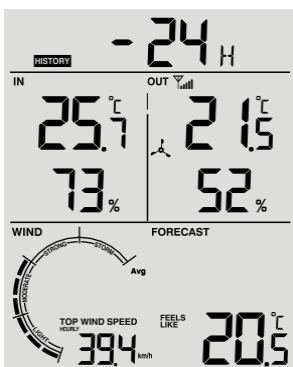 -24H
HISTORY
IN
OUT
25.7°C
21.5°C
73%
52%
WIND
FORECAST
STRONG
STORM
MODERATE
LIGHT
Avg
TOP WIND SPEED
HOURLY
39.4 km/h
FEELS
LIKE
20.5°C